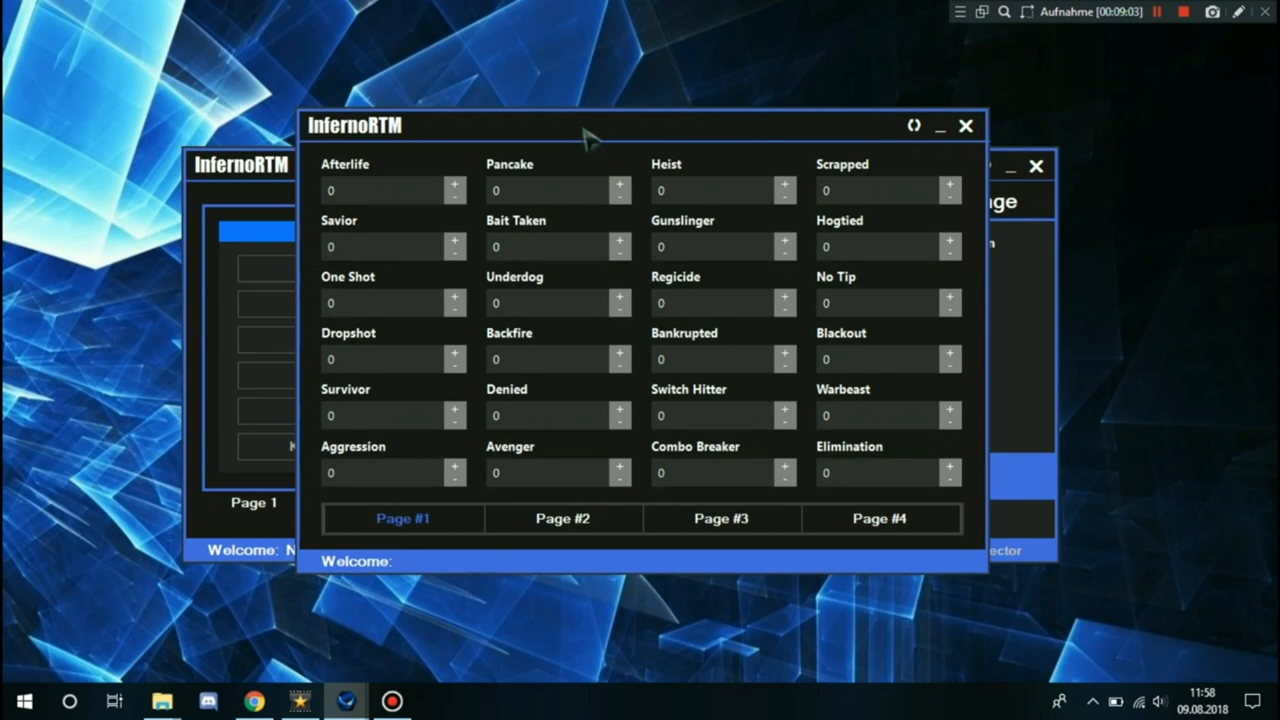 Aufnahme [00:09:03]
InfernoRTM
InfernoRTM
ge
Afterlife Pancake Heist Scrapped
0 0 0 0
Savior Bait Taken Gunslinger Hogtied
0 0 0 0
One Shot Underdog Regicide No Tip
0 0 0 0
Dropshot Backfire Bankrupted Blackout
0 0 0 0
Survivor Denied Switch Hitter Warbeast
0 0 0 0
Aggression Avenger Combo Breaker Elimination
0 0 0 0
Page 1
Page #1 Page #2 Page #3 Page #4
Welcome: N
Welcome:
ector
11:58
09.08.2018